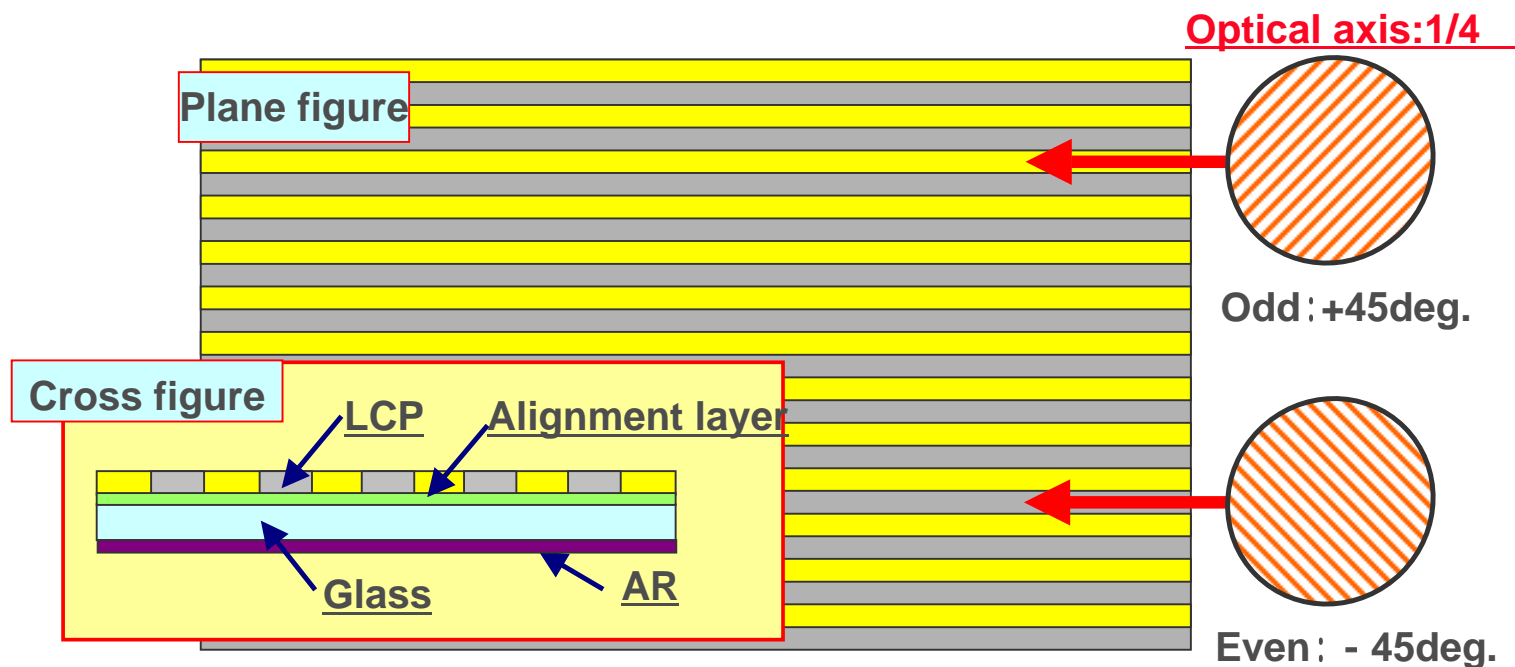 Optical axis:1/4
Plane figure
Odd:+45deg.
Cross figure
LCP
Alignment layer
Glass
AR
Even: - 45deg.